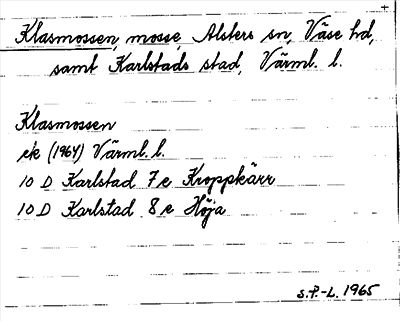 +
Klasmossen, mosse, Alsters sn, Väse hd,
samt Karlstads stad, Värml. l.
Klasmossen
ek (1964) Värml. l.
10 D Karlstad 7 e Kroppkärr
10 D Karlstad 8 e Höja
S.P.-L. 1965